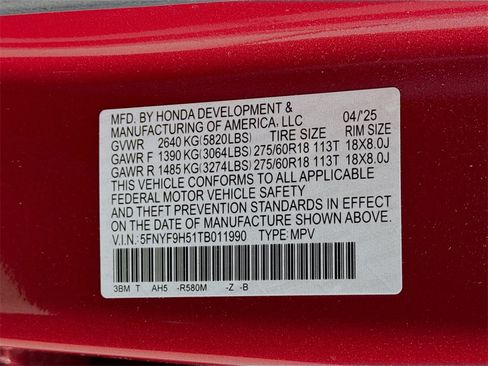 MFD. BY HONDA DEVELOPMENT & 04/'25
MANUFACTURING OF AMERICA, LLC
GVWR 2640 KG (5820LBS) TIRE SIZE RIM SIZE
GAWR F 1390 KG (3064LBS) 275/60R18 113T 18X8.0J
GAWR R 1485 KG (3274LBS) 275/60R18 113T 18X8.0J
THIS VEHICLE CONFORMS TO ALL APPLICABLE
FEDERAL MOTOR VEHICLE SAFETY
AND THEFT PREVENTION STANDARDS IN EFFECT
ON THE DATE OF MANUFACTURE SHOWN ABOVE.
V.I.N.: 5FNYF9H51TB011990 TYPE: MPV
3BM T AH5 -R580M -Z -B